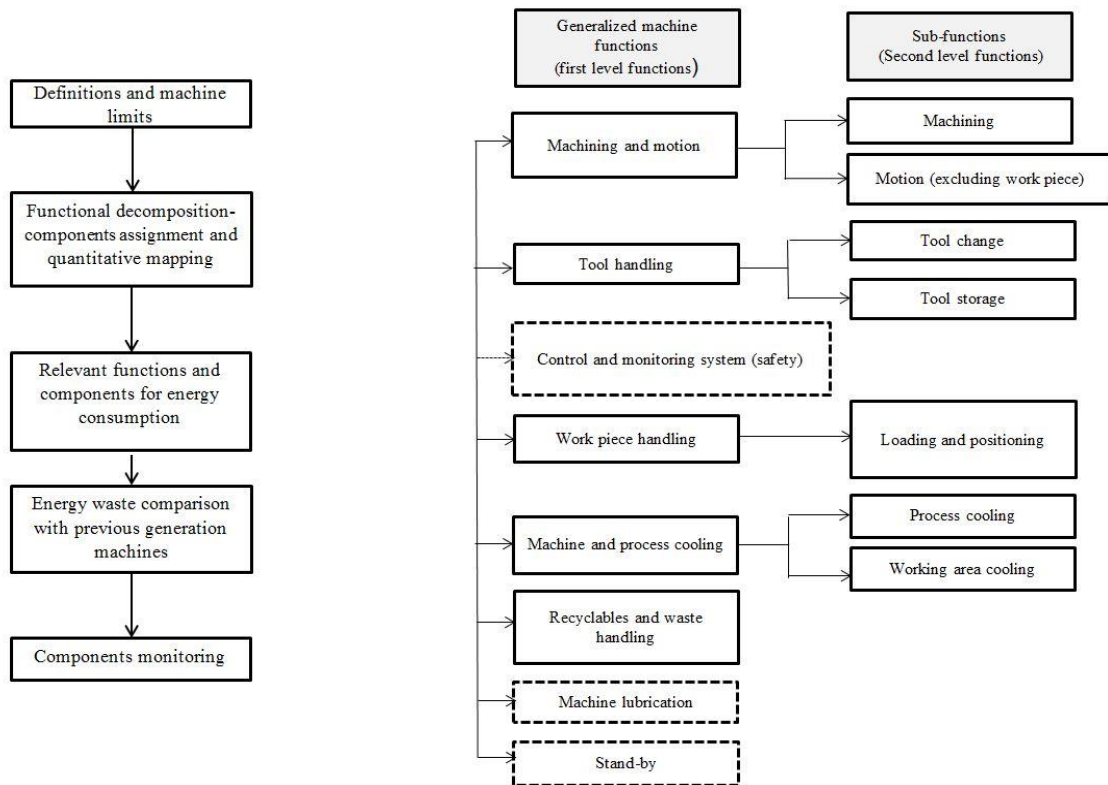 Definitions and machine
limits
Functional decomposition-
components assignment and
quantitative mapping
Relevant functions and
components for energy
consumption
Energy waste comparison
with previous generation
machines
Components monitoring
Generalized machine
functions
(first level functions)
Sub-functions
(Second level functions)
Machining and motion
Machining
Motion (excluding work piece)
Tool handling
Tool change
Tool storage
Control and monitoring system (safety)
Work piece handling
Loading and positioning
Machine and process cooling
Process cooling
Working area cooling
Recyclables and waste
handling
Machine lubrication
Stand-by